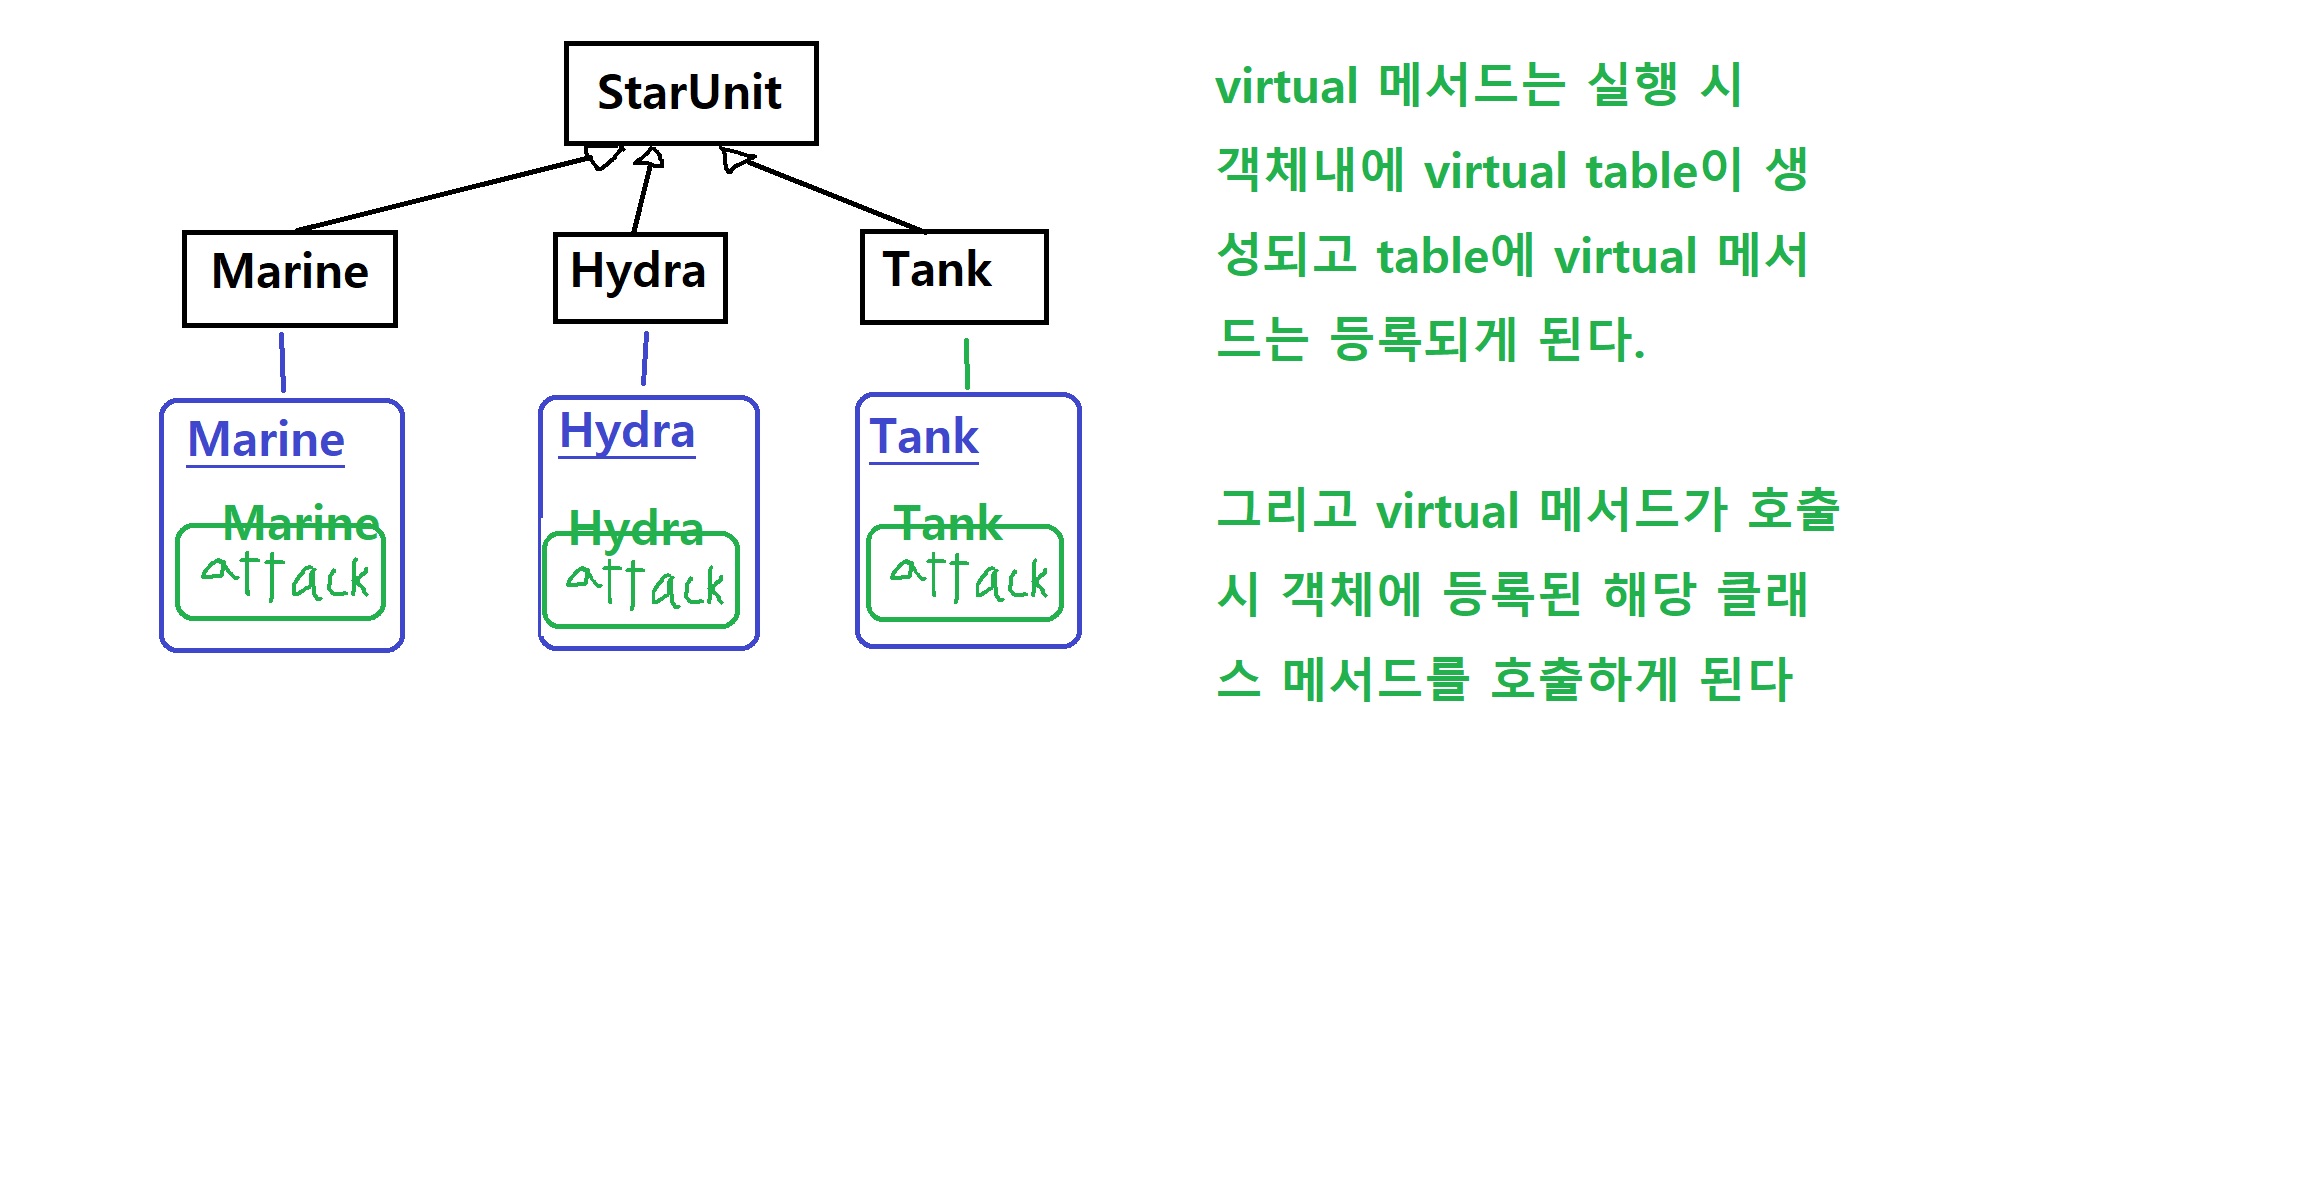 StarUnit
Marine
Hydra
Tank
Marine
Hydra
Tank
Marine
Hydra
Tank
attack
attack
attack
virtual 메서드는 실행 시
객체내에 virtual table이 생
성되고 table에 virtual 메서
드는 등록되게 된다.
그리고 virtual 메서드가 호출
시 객체에 등록된 해당 클래
스 메서드를 호출하게 된다